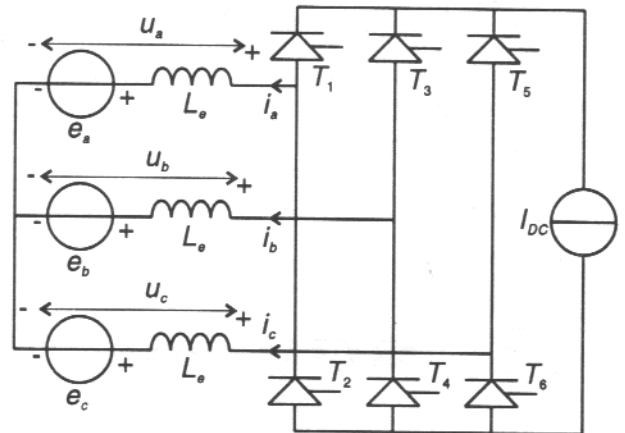 - u_a +
T_1 T_3 T_5
- + L_e i_a
e_a
- u_b +
I_DC
- + L_e i_b
e_b
- u_c +
- + L_e i_c
e_c
T_2 T_4 T_6